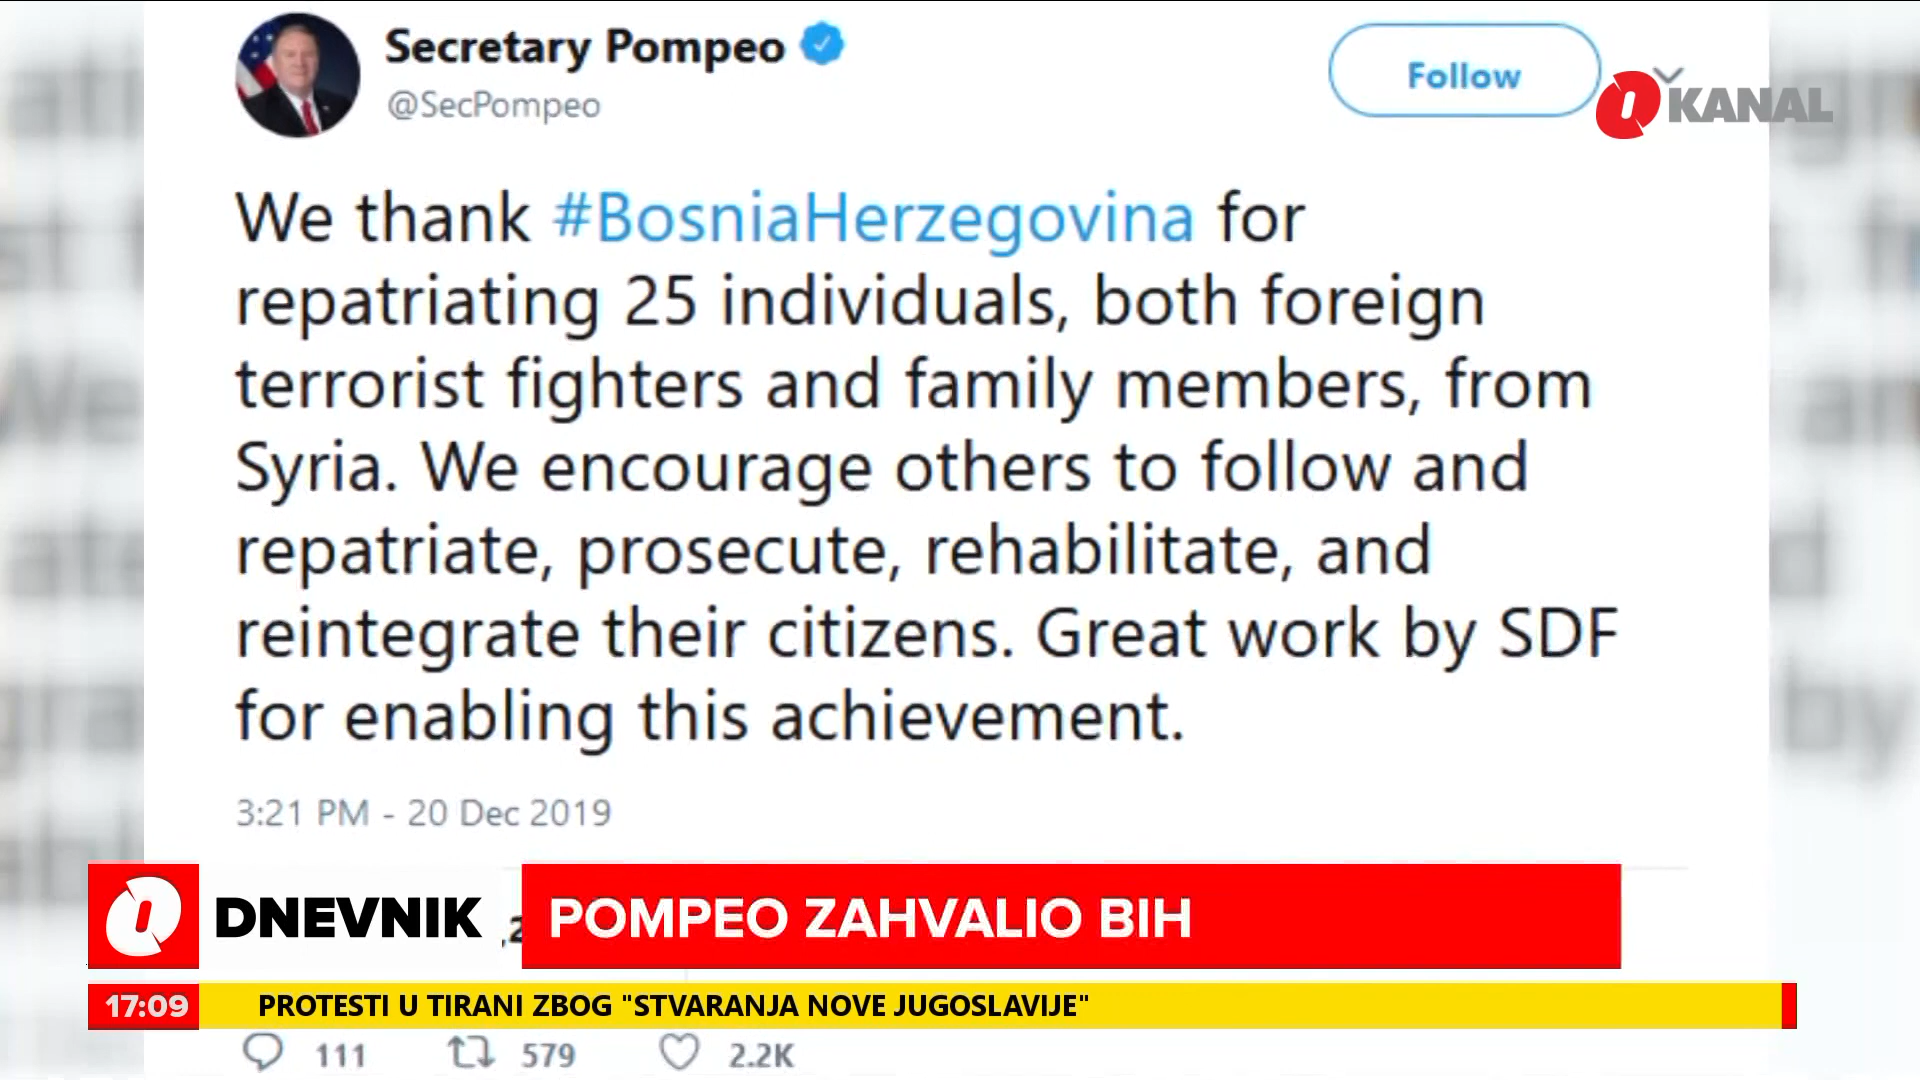 Secretary Pompeo
@SecPompeo
Follow
KANAL
We thank #BosniaHerzegovina for
repatriating 25 individuals, both foreign
terrorist fighters and family members, from
Syria. We encourage others to follow and
repatriate, prosecute, rehabilitate, and
reintegrate their citizens. Great work by SDF
for enabling this achievement.
3:21 PM - 20 Dec 2019
DNEVNIK
POMPEO ZAHVALIO BIH
17:09
PROTESTI U TIRANI ZBOG "STVARANJA NOVE JUGOSLAVIJE"
111 579 2.2K